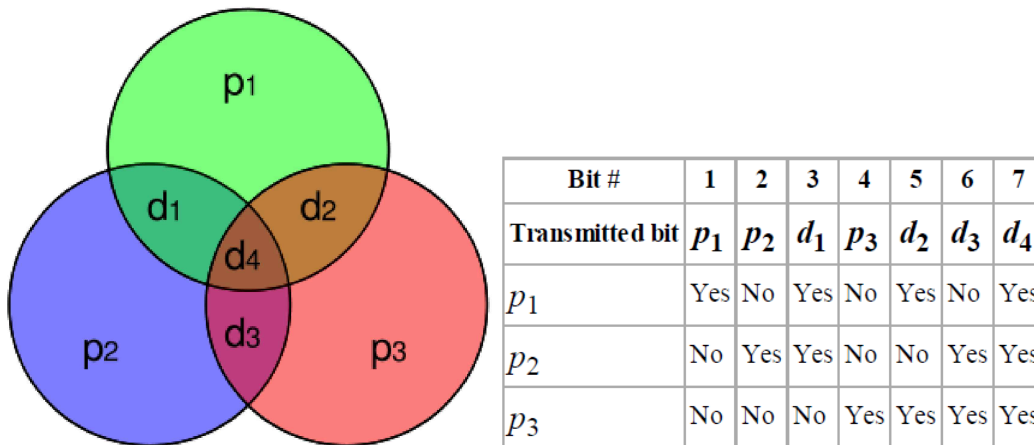 p1
d1 d2
d4
p2 d3 p3
Bit # 1 2 3 4 5 6 7
Transmitted bit p1 p2 d1 p3 d2 d3 d4
p1 Yes No Yes No Yes No Yes
p2 No Yes Yes No No Yes Yes
p3 No No No Yes Yes Yes Yes